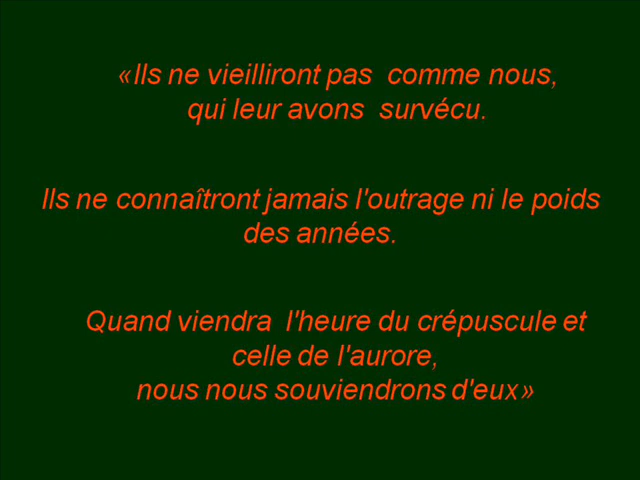 «Ils ne vieilliront pas comme nous,
qui leur avons survécu.
Ils ne connaîtront jamais l'outrage ni le poids
des années.
Quand viendra l'heure du crépuscule et
celle de l'aurore,
nous nous souviendrons d'eux»